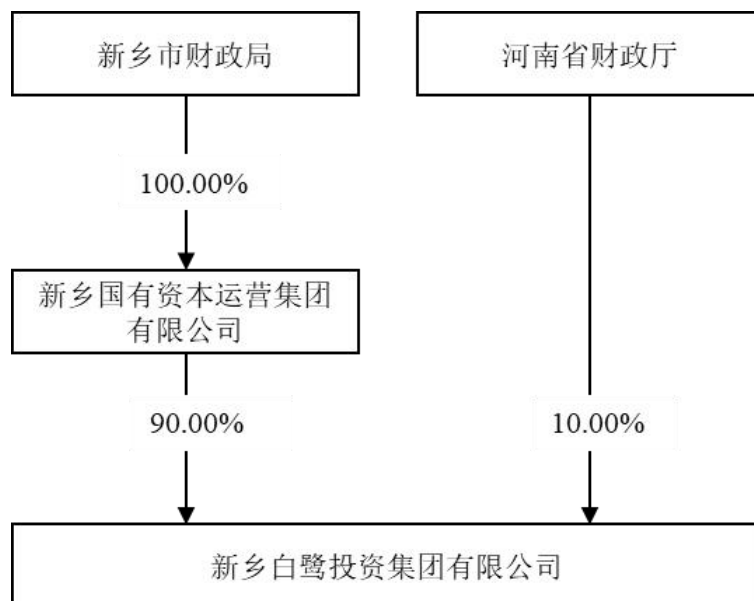 新乡市财政局
河南省财政厅
100.00%
新乡国有资本运营集团
有限公司
90.00%
10.00%
新乡白鹭投资集团有限公司